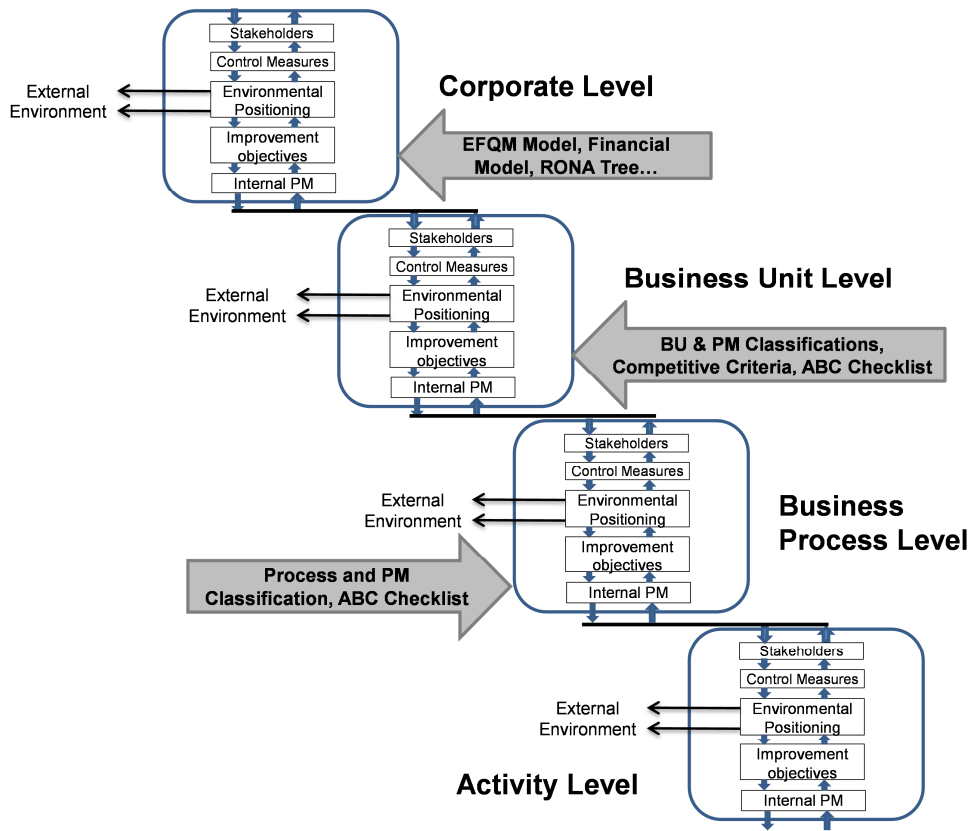 Stakeholders
Control Measures
External
Environment
Environmental
Positioning
Improvement
objectives
Internal PM
Corporate Level
EFQM Model, Financial
Model, RONA Tree…
Stakeholders
Control Measures
External
Environment
Environmental
Positioning
Improvement
objectives
Internal PM
Business Unit Level
BU & PM Classifications,
Competitive Criteria, ABC Checklist
Stakeholders
Control Measures
External
Environment
Environmental
Positioning
Improvement
objectives
Internal PM
Business
Process Level
Process and PM
Classification, ABC Checklist
Stakeholders
Control Measures
External
Environment
Environmental
Positioning
Improvement
objectives
Internal PM
Activity Level